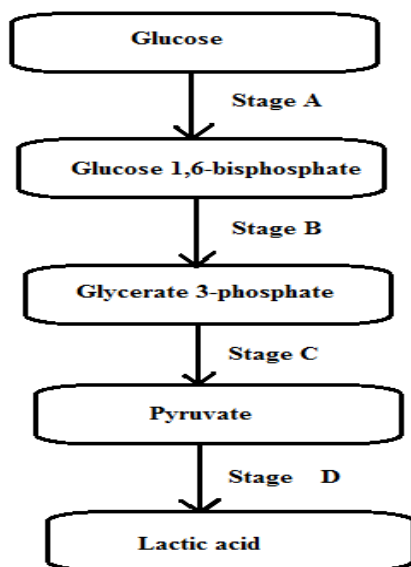 Glucose
Stage A
Glucose 1,6-bisphosphate
Stage B
Glycerate 3-phosphate
Stage C
Pyruvate
Stage D
Lactic acid